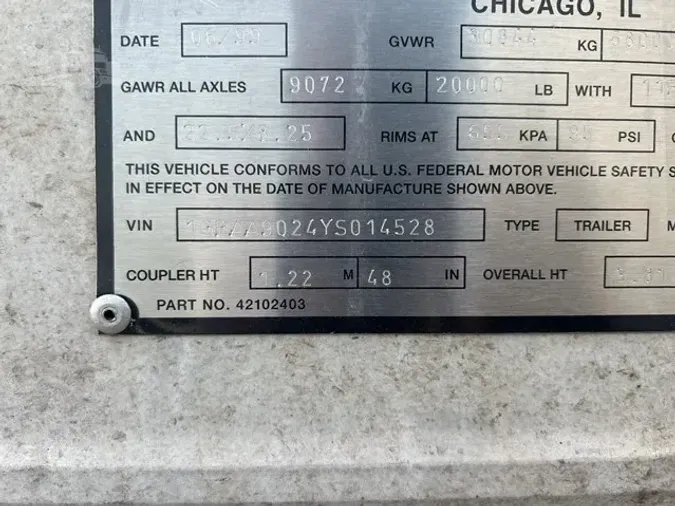 CHICAGO, IL
DATE GVWR KG
GAWR ALL AXLES 9072 KG 20000 LB WITH
AND RIMS AT KPA PSI
THIS VEHICLE CONFORMS TO ALL U.S. FEDERAL MOTOR VEHICLE SAFETY S
IN EFFECT ON THE DATE OF MANUFACTURE SHOWN ABOVE.
VIN TYPE TRAILER
COUPLER HT 1.22 M 48 IN OVERALL HT
PART NO. 42102403